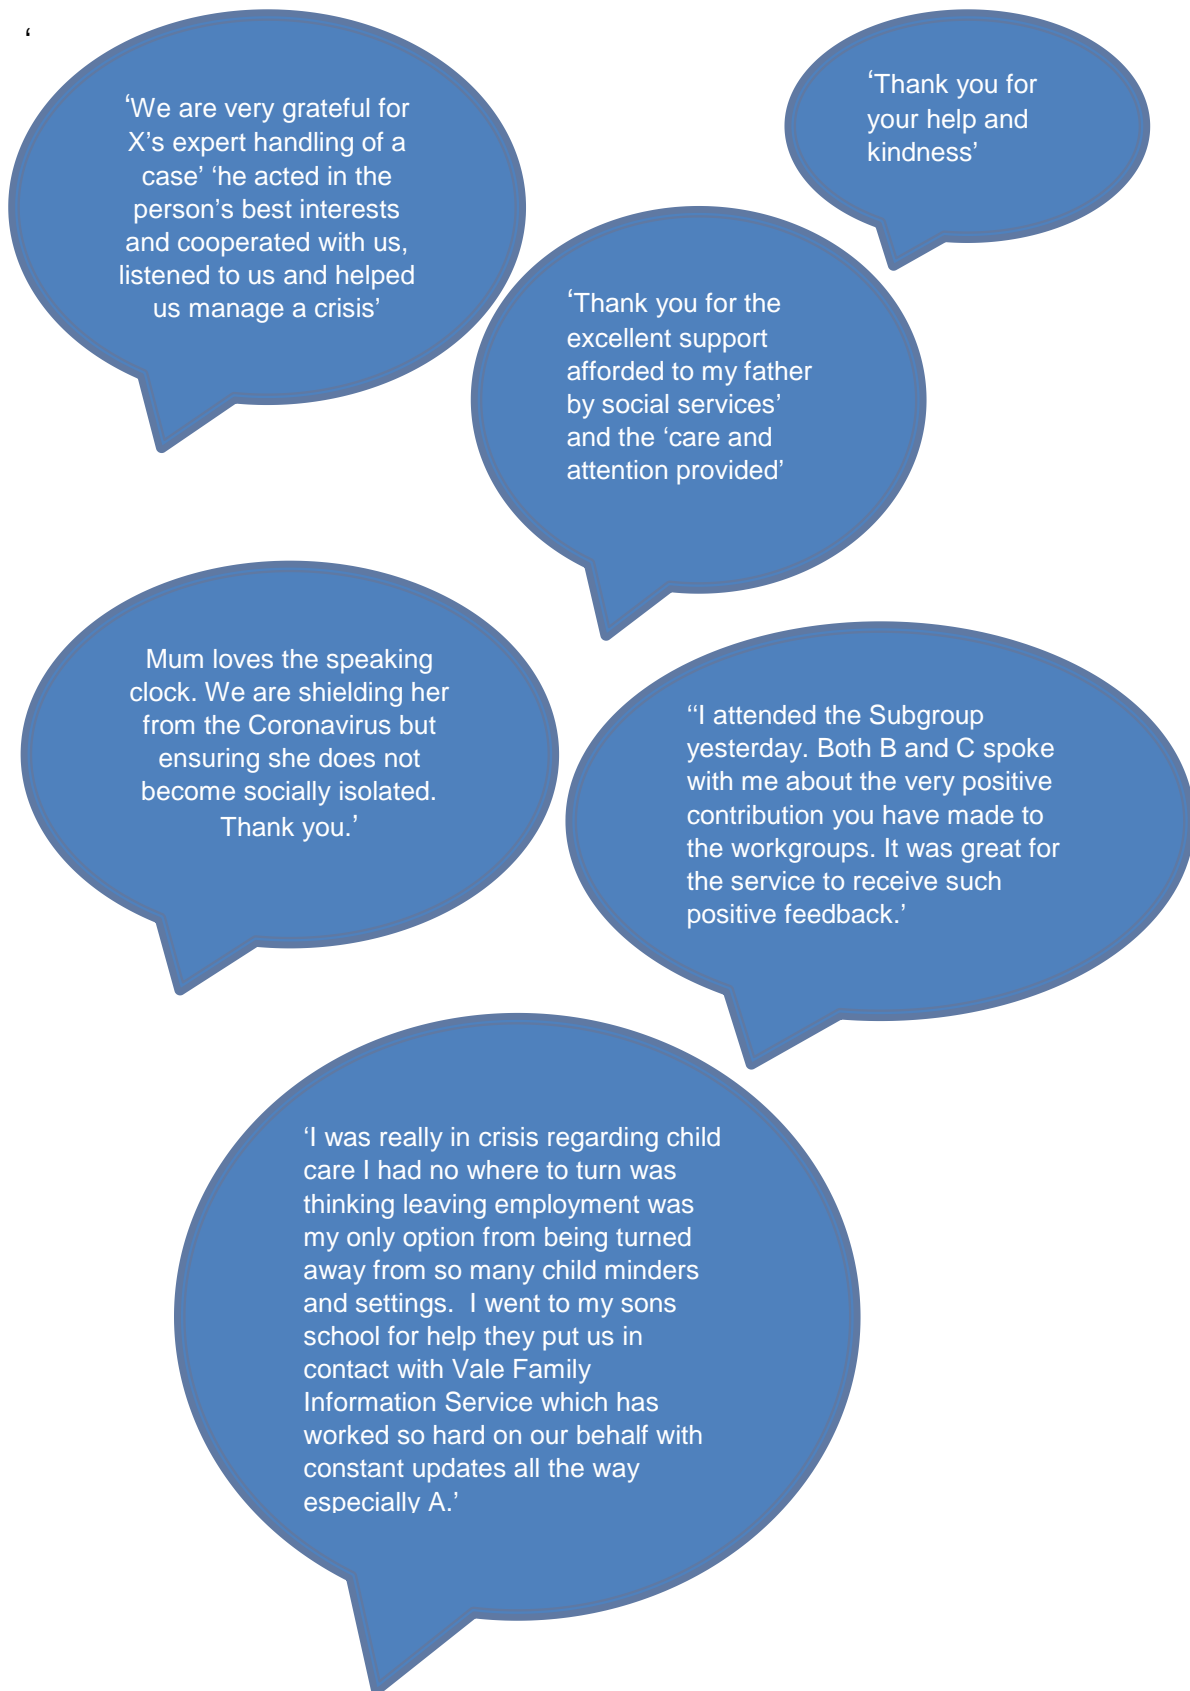 ‘
‘We are very grateful for
X’s expert handling of a
case’ ‘he acted in the
person’s best interests
and cooperated with us,
listened to us and helped
us manage a crisis’
‘Thank you for
your help and
kindness’
‘Thank you for the
excellent support
afforded to my father
by social services’
and the ‘care and
attention provided’
Mum loves the speaking
clock. We are shielding her
from the Coronavirus but
ensuring she does not
become socially isolated.
Thank you.’
‘‘I attended the Subgroup
yesterday. Both B and C spoke
with me about the very positive
contribution you have made to
the workgroups. It was great for
the service to receive such
positive feedback.’
‘I was really in crisis regarding child
care I had no where to turn was
thinking leaving employment was
my only option from being turned
away from so many child minders
and settings.  I went to my sons
school for help they put us in
contact with Vale Family
Information Service which has
worked so hard on our behalf with
constant updates all the way
especially A.’